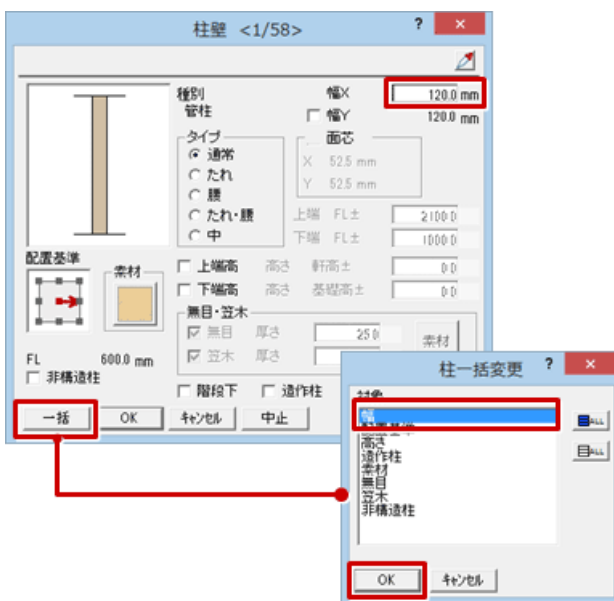 柱壁 <1/58>
?
×
種別
管柱
幅X
120.0 mm
幅Y
120.0 mm
タイプ
通常
たれ
腰
たれ・腰
中
面芯
X 52.5 mm
Y 52.5 mm
上端 FL±
2100.0
下端 FL±
1000.0
配置基準
素材
上端高 高さ 軒高±
0.0
下端高 高さ 基礎高±
0.0
無目・笠木
無目 厚さ
25.0
素材
笠木 厚さ
FL 600.0 mm
非構造柱
階段下
造作柱
一括
OK
キャンセル
中止
柱一括変更
?
×
対象
幅
配置基準
高さ
造作柱
素材
無目
笠木
非構造柱
ALL
ALL
OK
キャンセル